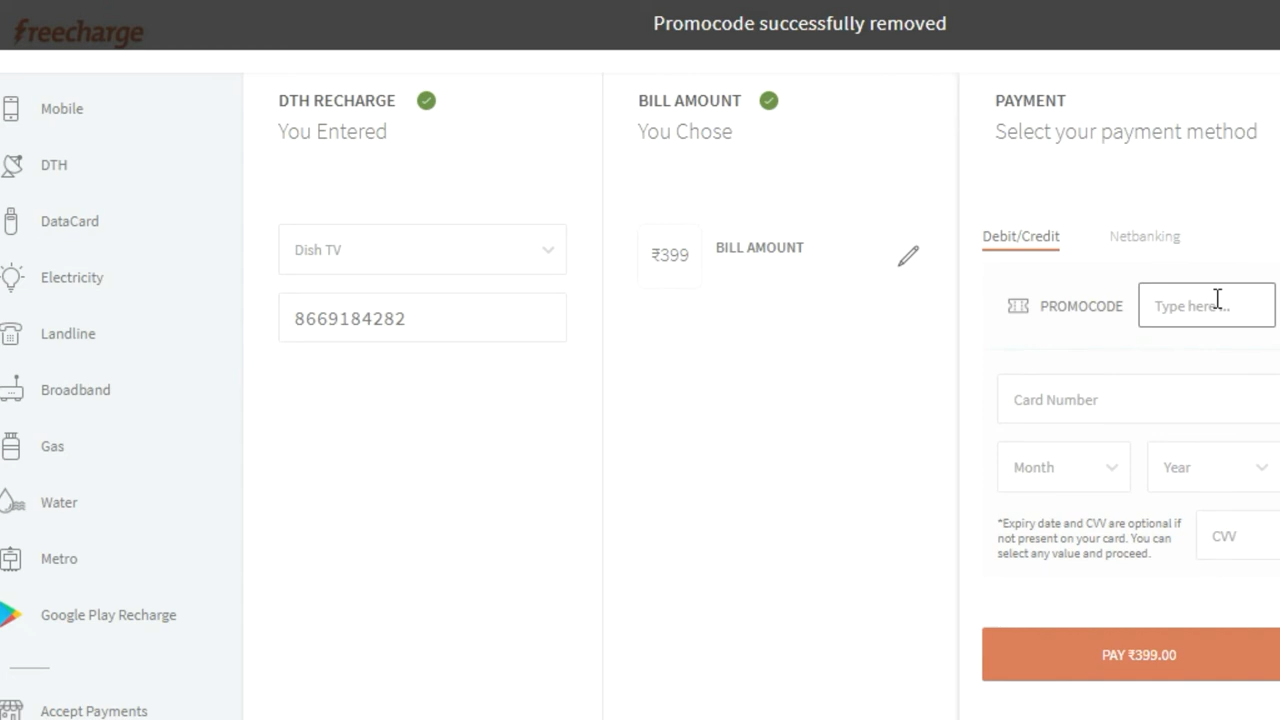 freecharge
Promocode successfully removed
Mobile
DTH
DataCard
Electricity
Landline
Broadband
Gas
Water
Metro
Google Play Recharge
Accept Payments
DTH RECHARGE
You Entered
Dish TV
8669184282
BILL AMOUNT
You Chose
₹399
BILL AMOUNT
PAYMENT
Select your payment method
Debit/Credit
Netbanking
PROMOCODE
Type here...
Card Number
Month
Year
*Expiry date and CVV are optional if
not present on your card. You can
select any value and proceed.
CVV
PAY ₹399.00